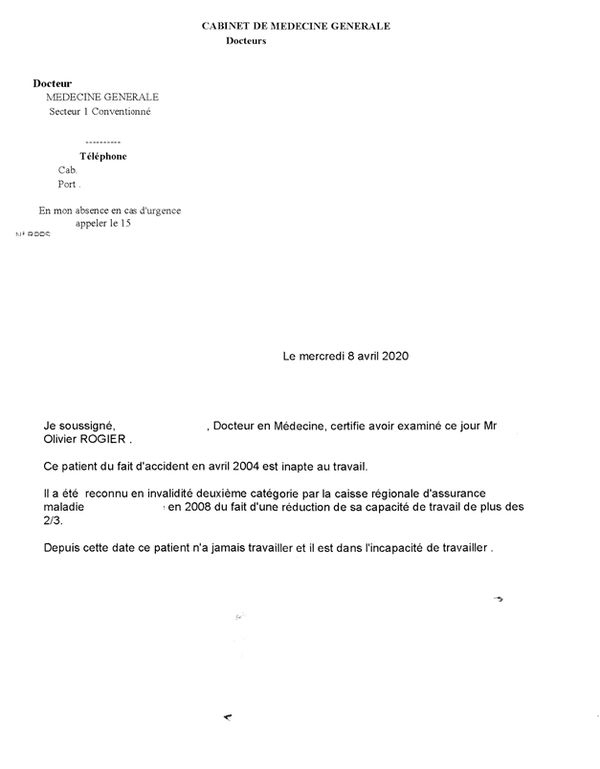 CABINET DE MEDECINE GENERALE
Docteurs
Docteur
MEDECINE GENERALE
Secteur 1 Conventionné
----------
Téléphone
Cab.
Port .
En mon absence en cas d'urgence
appeler le 15
Le mercredi 8 avril 2020
Je soussigné, , Docteur en Médecine, certifie avoir examiné ce jour Mr
Olivier ROGIER .
Ce patient du fait d'accident en avril 2004 est inapte au travail.
Il a été reconnu en invalidité deuxième catégorie par la caisse régionale d'assurance
maladie en 2008 du fait d'une réduction de sa capacité de travail de plus des
2/3.
Depuis cette date ce patient n'a jamais travailler et il est dans l'incapacité de travailler .